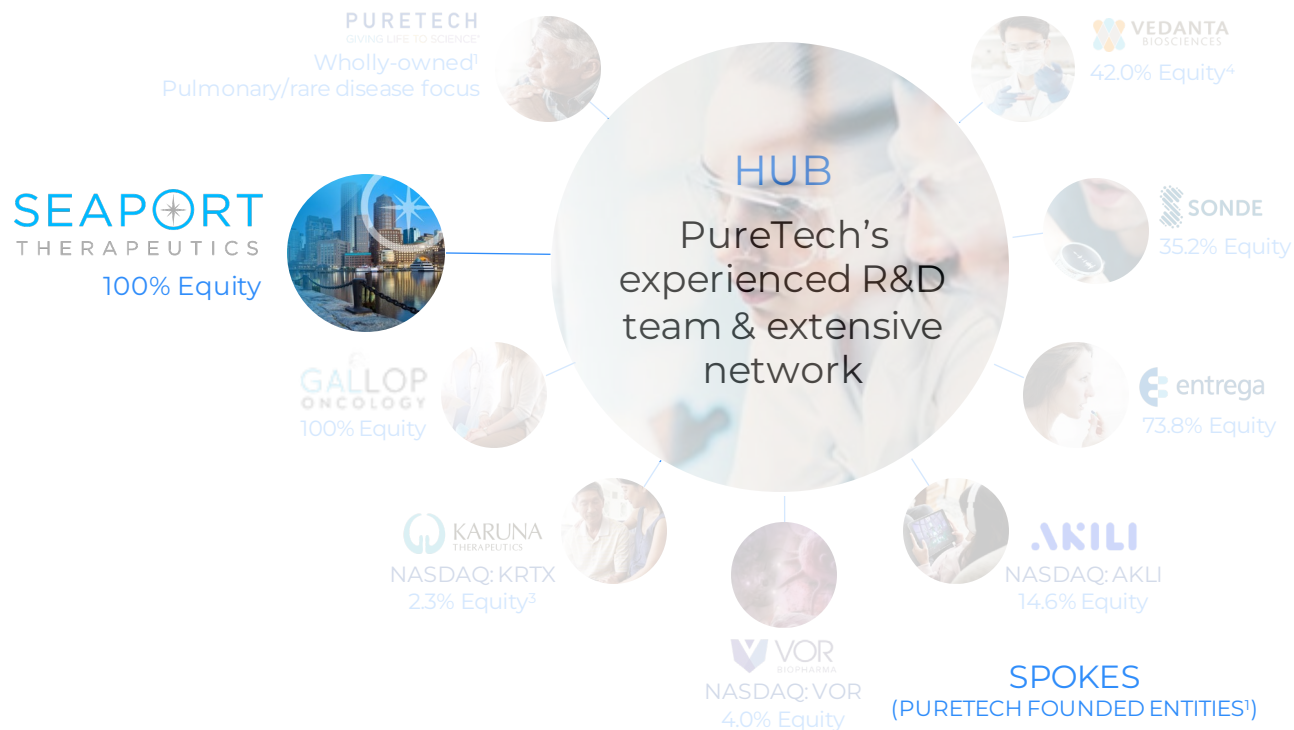 PURETECH
GIVING LIFE TO SCIENCE®
Wholly-owned¹
Pulmonary/rare disease focus
VEDANTA
BIOSCIENCES
42.0% Equity⁴
SEAPORT
THERAPEUTICS
100% Equity
HUB
PureTech’s
experienced R&D
team & extensive
network
SONDE
35.2% Equity
GALLOP
ONCOLOGY
100% Equity
entrega
73.8% Equity
KARUNA
THERAPEUTICS
NASDAQ: KRTX
2.3% Equity³
VOR
BIOPHARMA
NASDAQ: VOR
4.0% Equity
AKILI
NASDAQ: AKLI
14.6% Equity
SPOKES
(PURETECH FOUNDED ENTITIES¹)